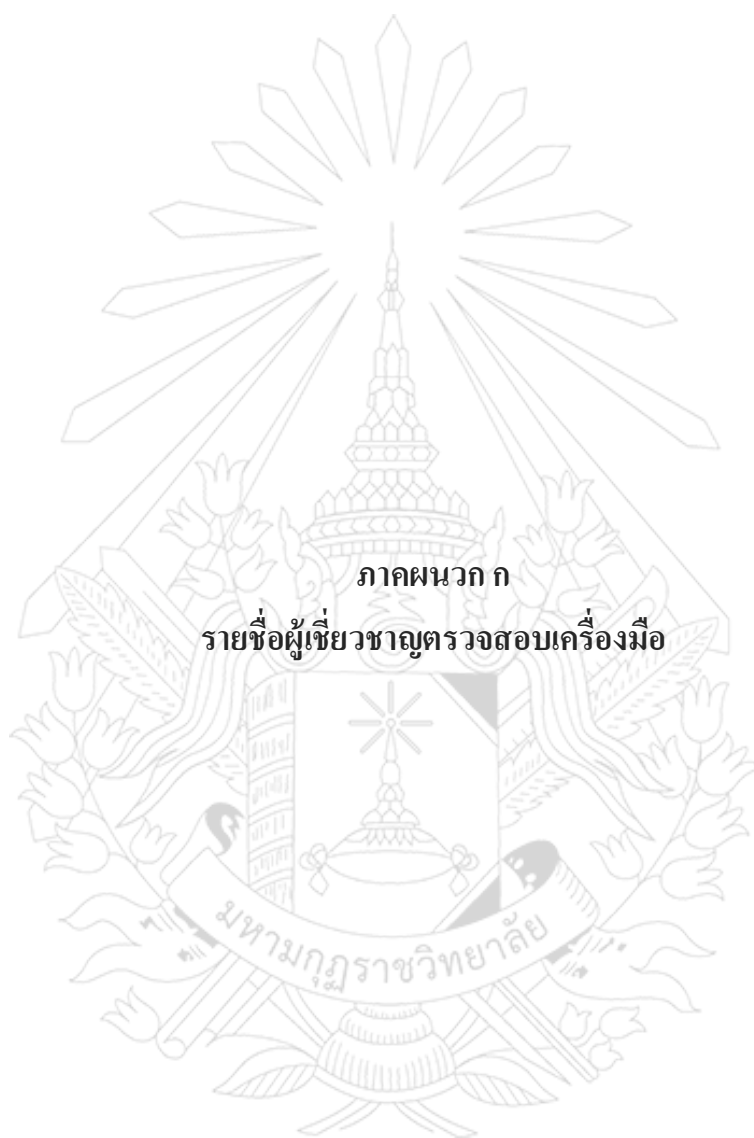 ภาคผนวก ก
รายชื่อผู้เชี่ยวชาญตรวจสอบเครื่องมือ
มหามกุฏราชวิทยาลัย